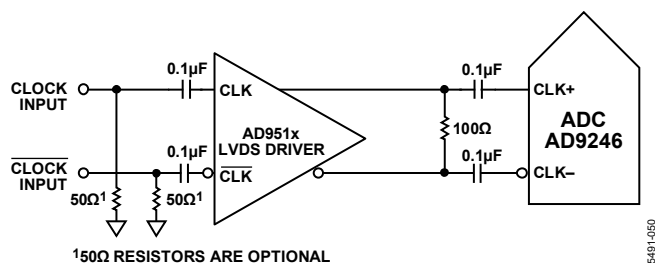 CLOCK
INPUT
0.1µF
CLK
AD951x
LVDS DRIVER
0.1µF
CLK
CLOCK
INPUT
50Ω¹
50Ω¹
100Ω
0.1µF
CLK+
0.1µF
CLK–
ADC
AD9246
¹50Ω RESISTORS ARE OPTIONAL
5491-050